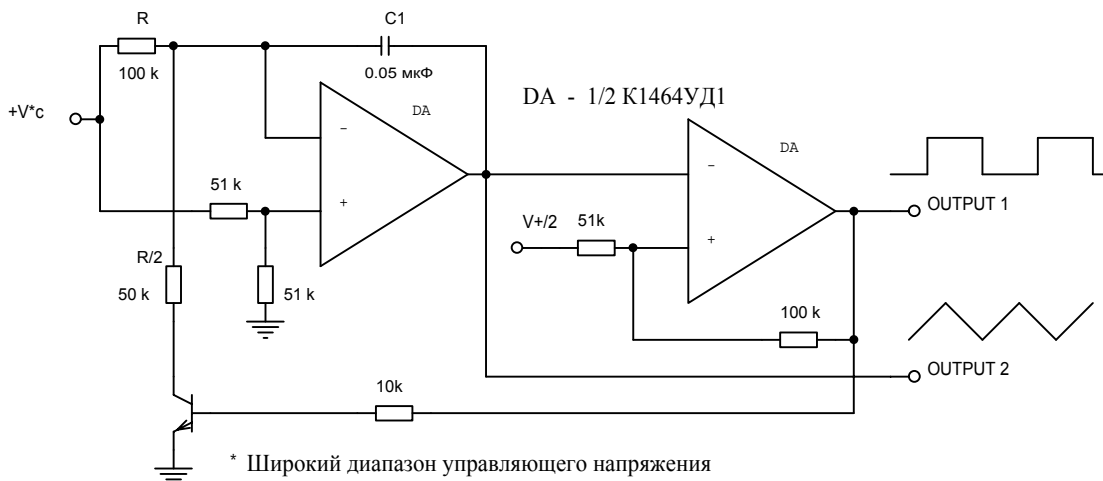 R
100 k
C1
0.05 мкФ
+V*c
DA
DA - 1/2 К1464УД1
DA
−
+
−
+
51 k
51 k
R/2
50 k
V+/2
51k
100 k
OUTPUT 1
OUTPUT 2
10k
* Широкий диапазон управляющего напряжения